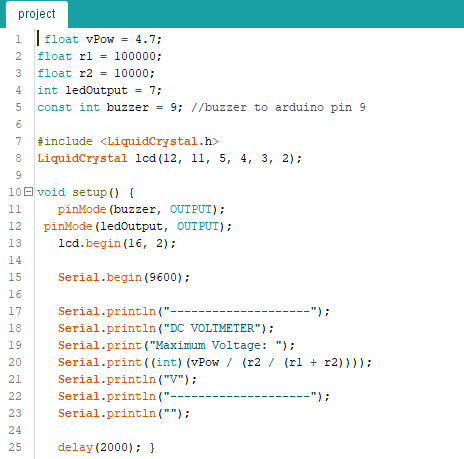 project
1 float vPow = 4.7;
2 float r1 = 100000;
3 float r2 = 10000;
4 int ledOutput = 7;
5 const int buzzer = 9; //buzzer to arduino pin 9
6
7 #include <LiquidCrystal.h>
8 LiquidCrystal lcd(12, 11, 5, 4, 3, 2);
9
10 void setup() {
11 pinMode(buzzer, OUTPUT);
12 pinMode(ledOutput, OUTPUT);
13 lcd.begin(16, 2);
14
15 Serial.begin(9600);
16
17 Serial.println("--------------------");
18 Serial.println("DC VOLTMETER");
19 Serial.print("Maximum Voltage: ");
20 Serial.print((int)(vPow / (r2 / (r1 + r2))));
21 Serial.println("V");
22 Serial.println("--------------------");
23 Serial.println("");
24
25 delay(2000); }